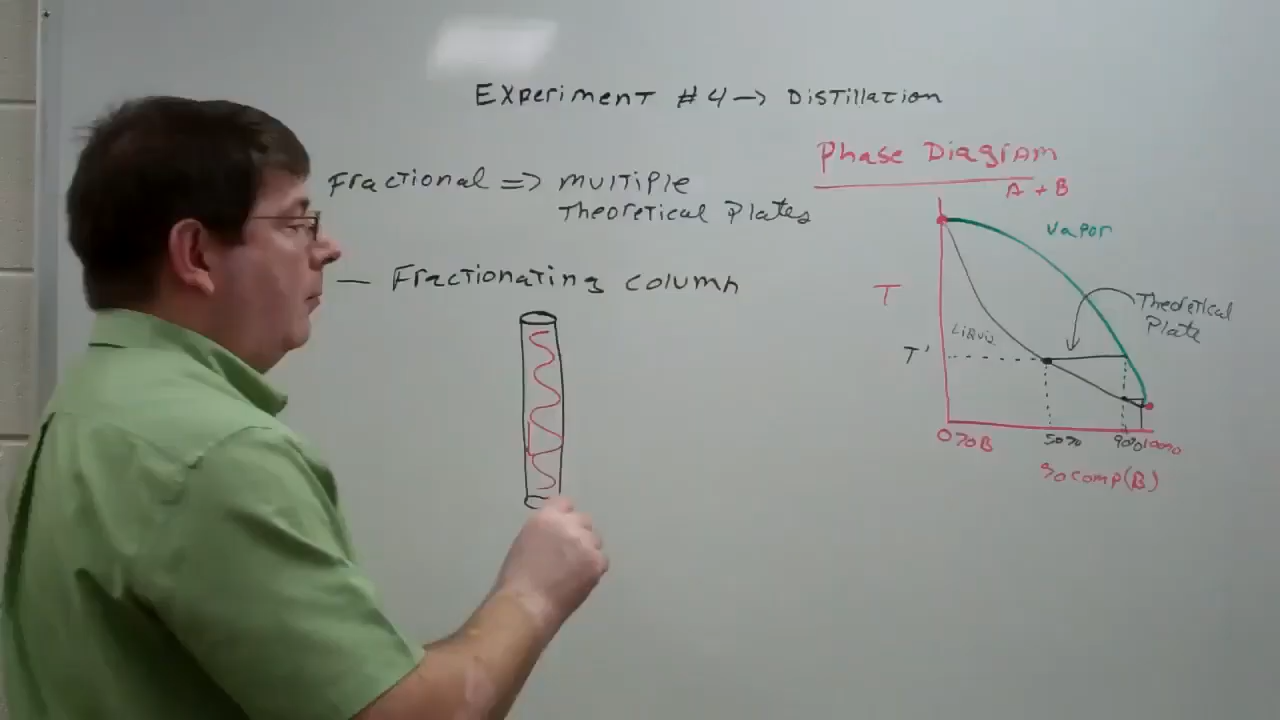 Experiment #4 -> Distillation
Fractional => multiple
Theoretical Plates
— Fractionating column
Phase Diagram
A + B
Vapor
T
Liquid
Theoretical
Plate
T'
0%B
50%
90%
100%
% comp(B)